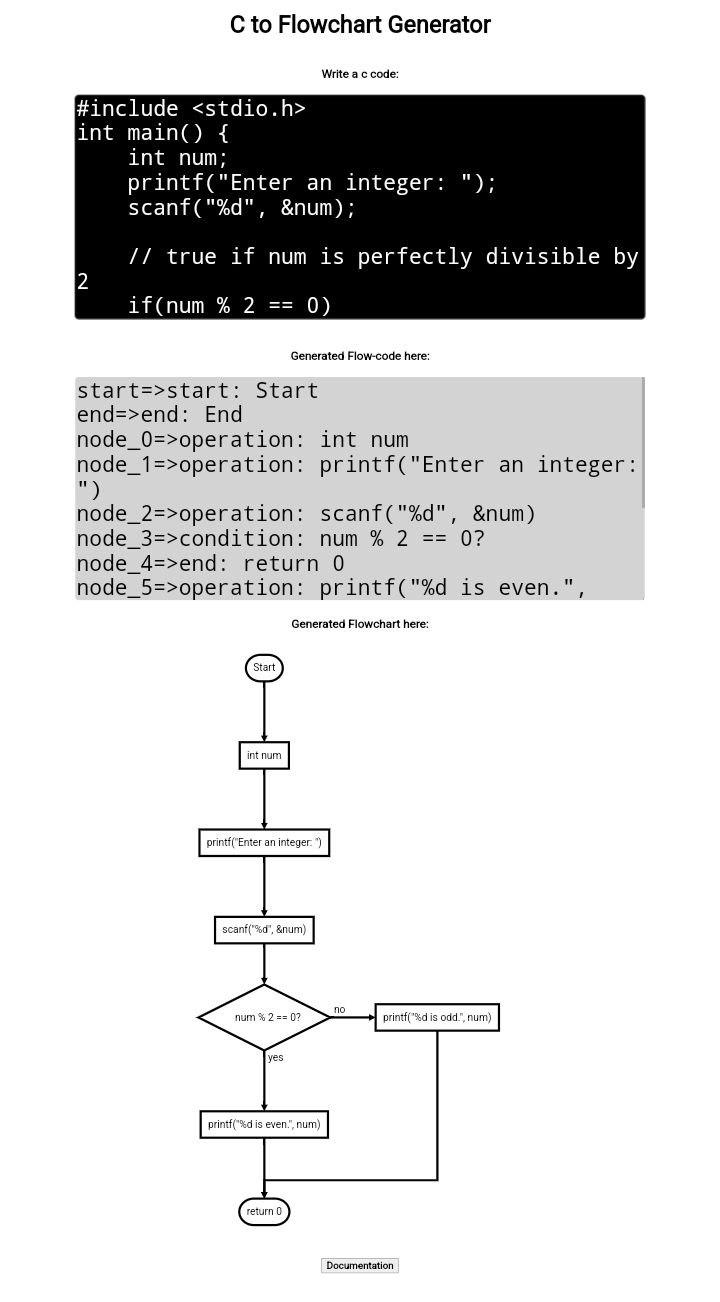 C to Flowchart Generator
Write a c code:
#include <stdio.h>
int main() {
    int num;
    printf("Enter an integer: ");
    scanf("%d", &num);

    // true if num is perfectly divisible by
2
    if(num % 2 == 0)
Generated Flow-code here:
start=>start: Start
end=>end: End
node_0=>operation: int num
node_1=>operation: printf("Enter an integer:
")
node_2=>operation: scanf("%d", &num)
node_3=>condition: num % 2 == 0?
node_4=>end: return 0
node_5=>operation: printf("%d is even.",
Generated Flowchart here:
Start
int num
printf("Enter an integer: ")
scanf("%d", &num)
num % 2 == 0?
no
printf("%d is odd.", num)
yes
printf("%d is even.", num)
return 0
Documentation